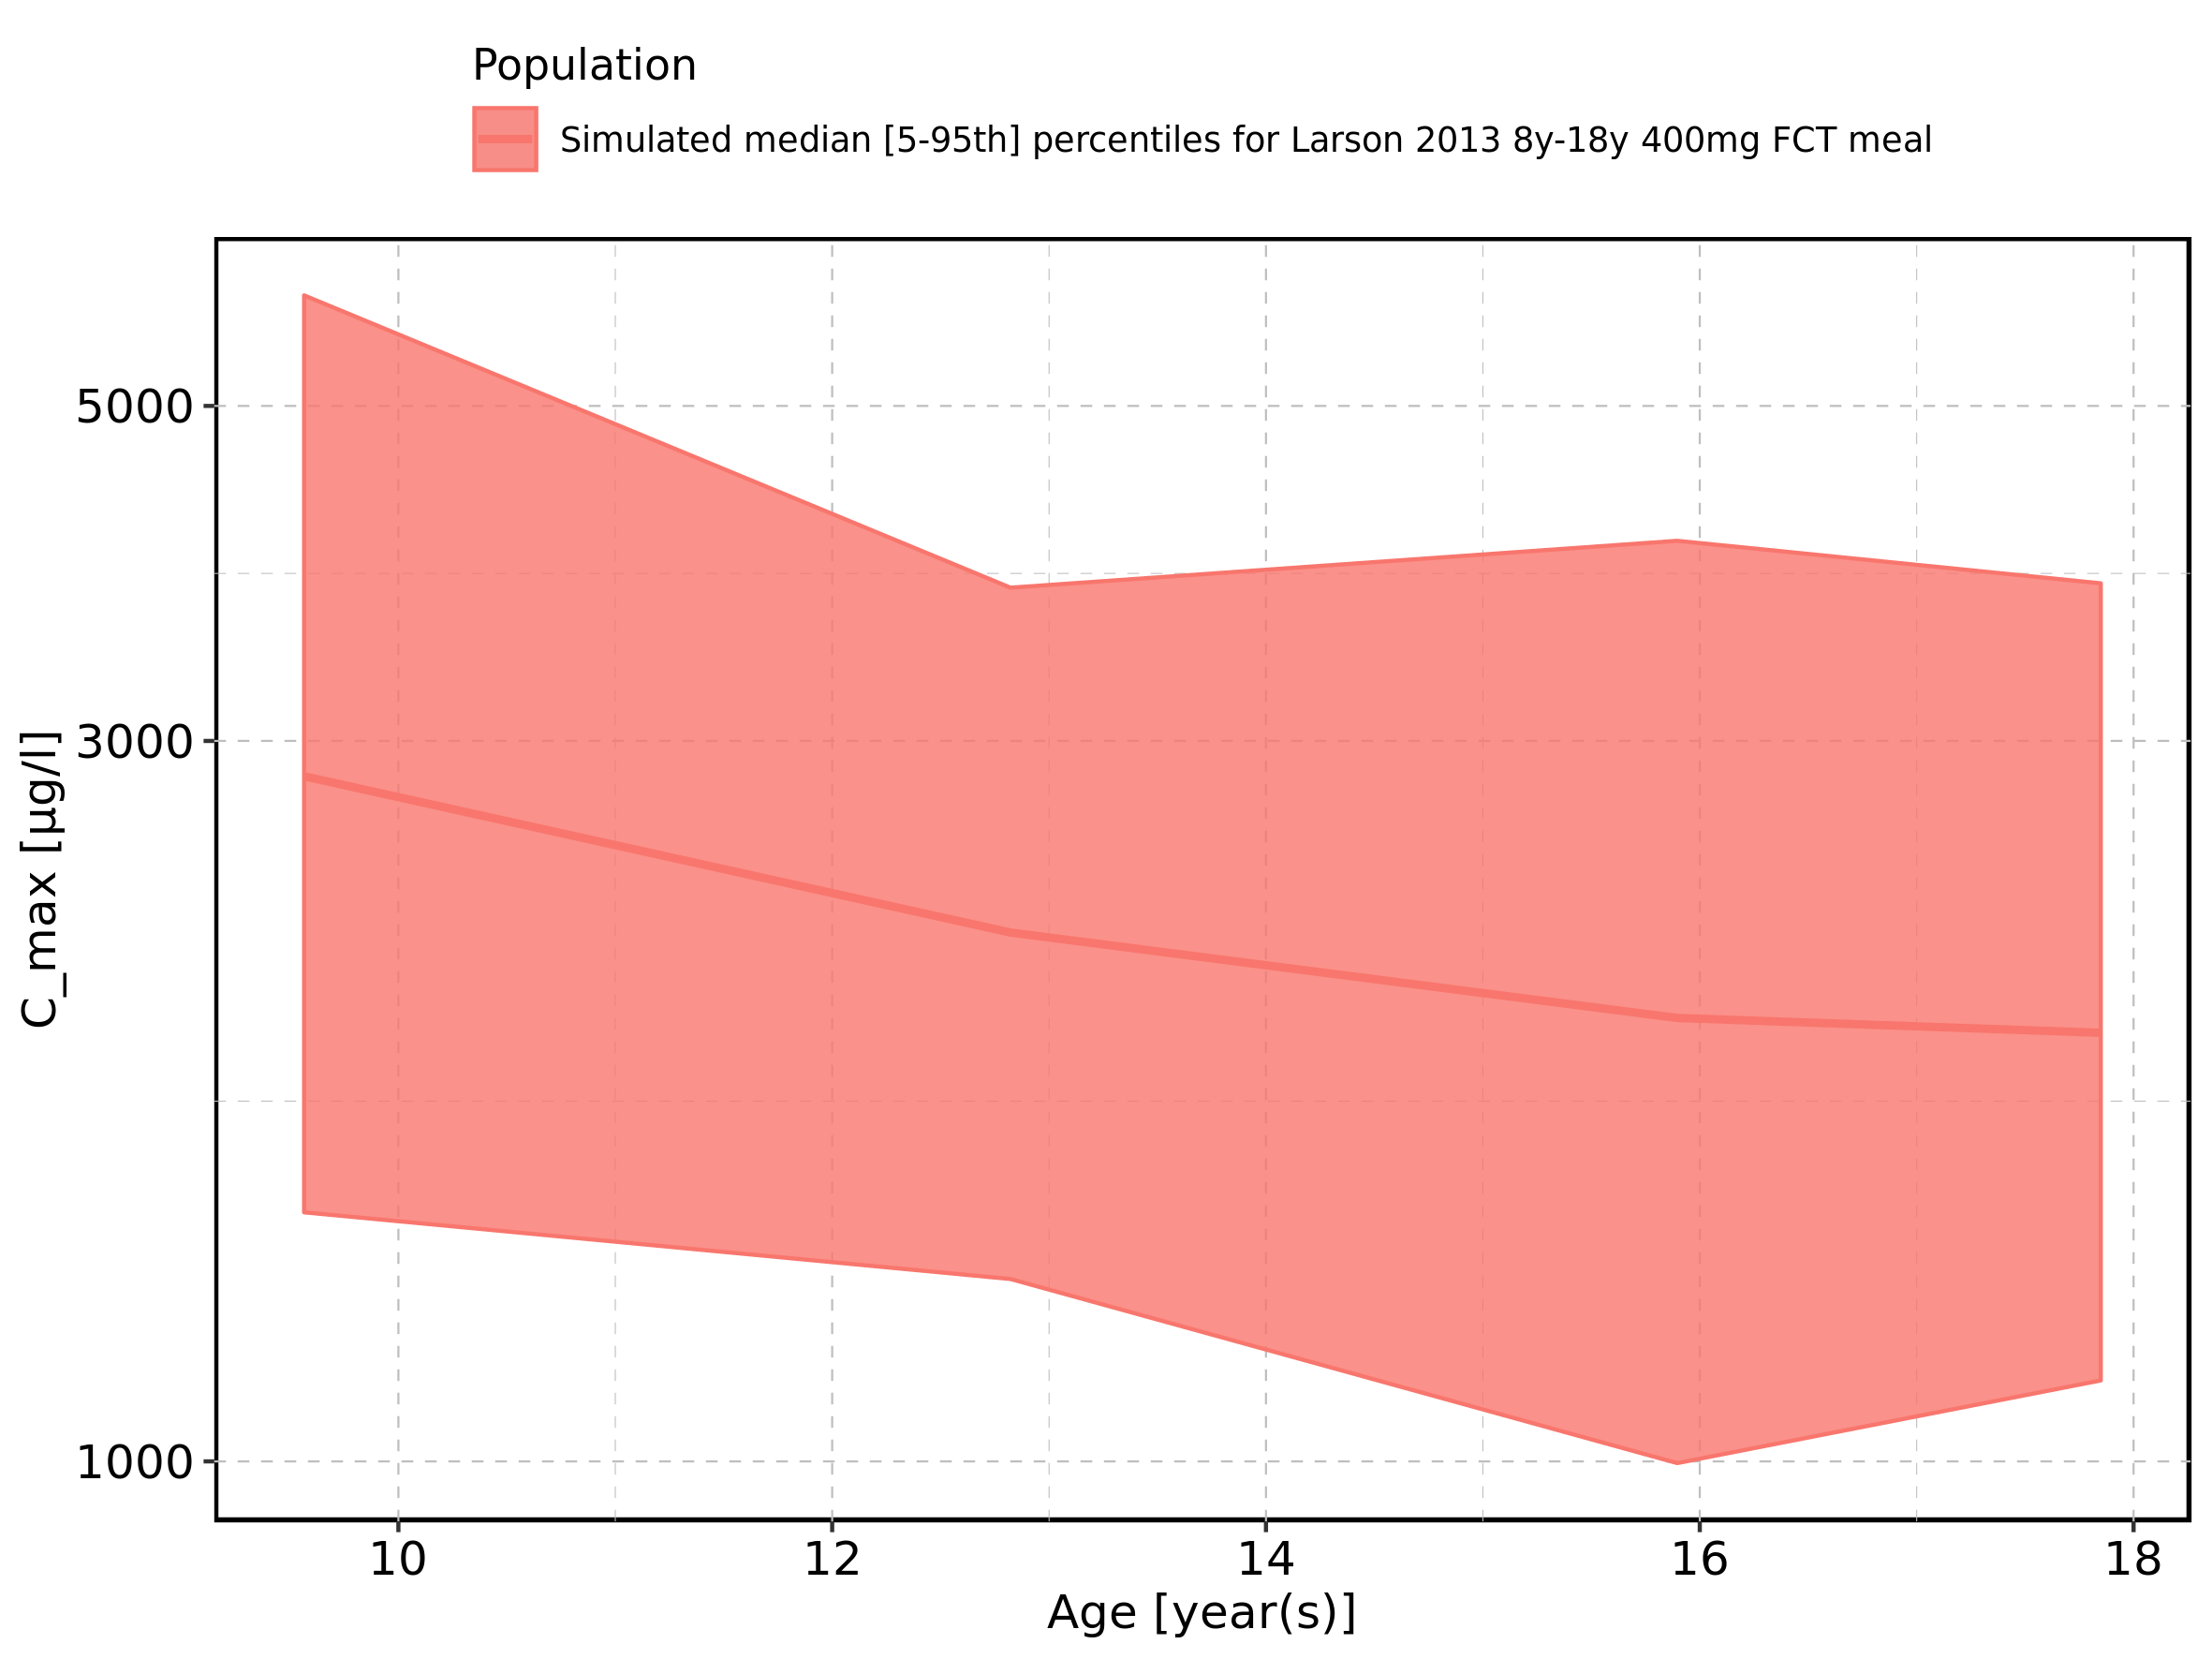 Population
Simulated median [5-95th] percentiles for Larson 2013 8y-18y 400mg FCT meal
5000
3000
1000
C_max [µg/l]
10 12 14 16 18
Age [year(s)]